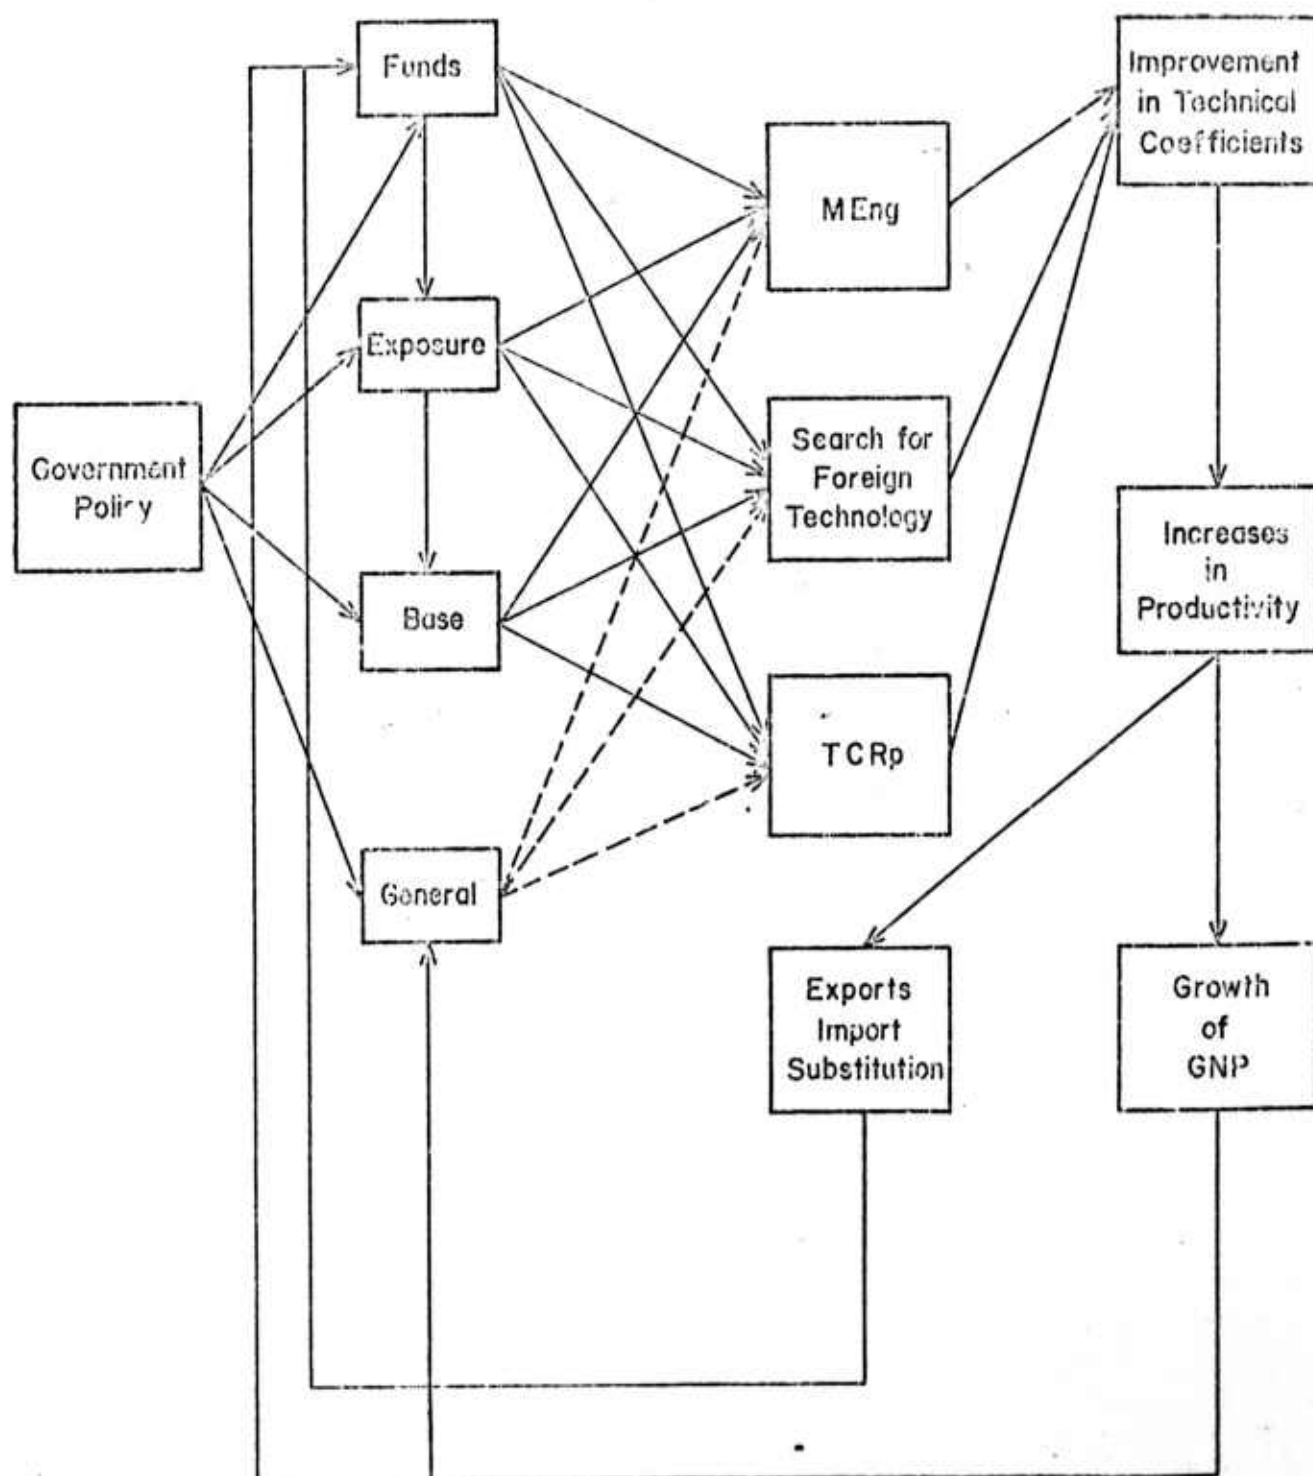 Funds
Improvement
in Technical
Coefficients
MEng
Exposure
Government
Policy
Search for
Foreign
Technology
Increases
in
Productivity
Base
TCRp
General
Exports
Import
Substitution
Growth
of
GNP